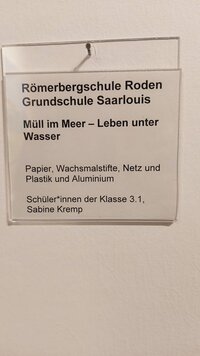 Römerbergschule Roden
Grundschule Saarlouis
Müll im Meer – Leben unter
Wasser
Papier, Wachsmalstifte, Netz und
Plastik und Aluminium
Schüler*innen der Klasse 3.1,
Sabine Kremp